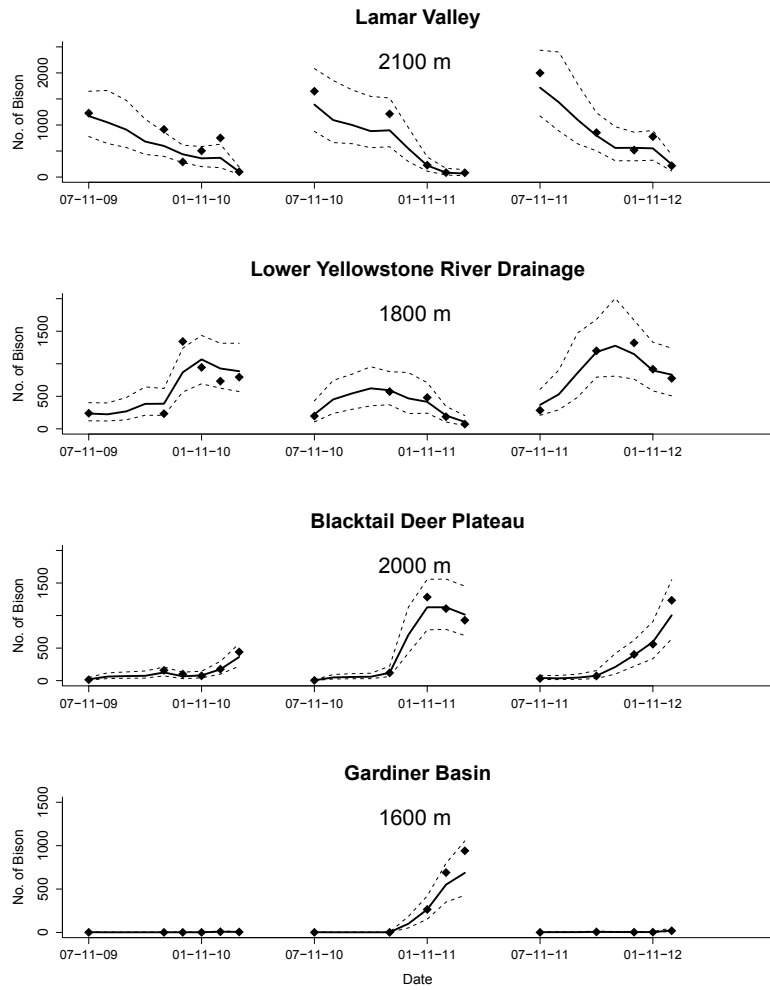 Lamar Valley
2100 m
No. of Bison
0
1000
2000
07−11−09
01−11−10
07−11−10
01−11−11
07−11−11
01−11−12
Lower Yellowstone River Drainage
1800 m
No. of Bison
0
500
1500
07−11−09
01−11−10
07−11−10
01−11−11
07−11−11
01−11−12
Blacktail Deer Plateau
2000 m
No. of Bison
0
500
1500
07−11−09
01−11−10
07−11−10
01−11−11
07−11−11
01−11−12
Gardiner Basin
1600 m
No. of Bison
0
500
1000
1500
07−11−09
01−11−10
07−11−10
01−11−11
07−11−11
01−11−12
Date